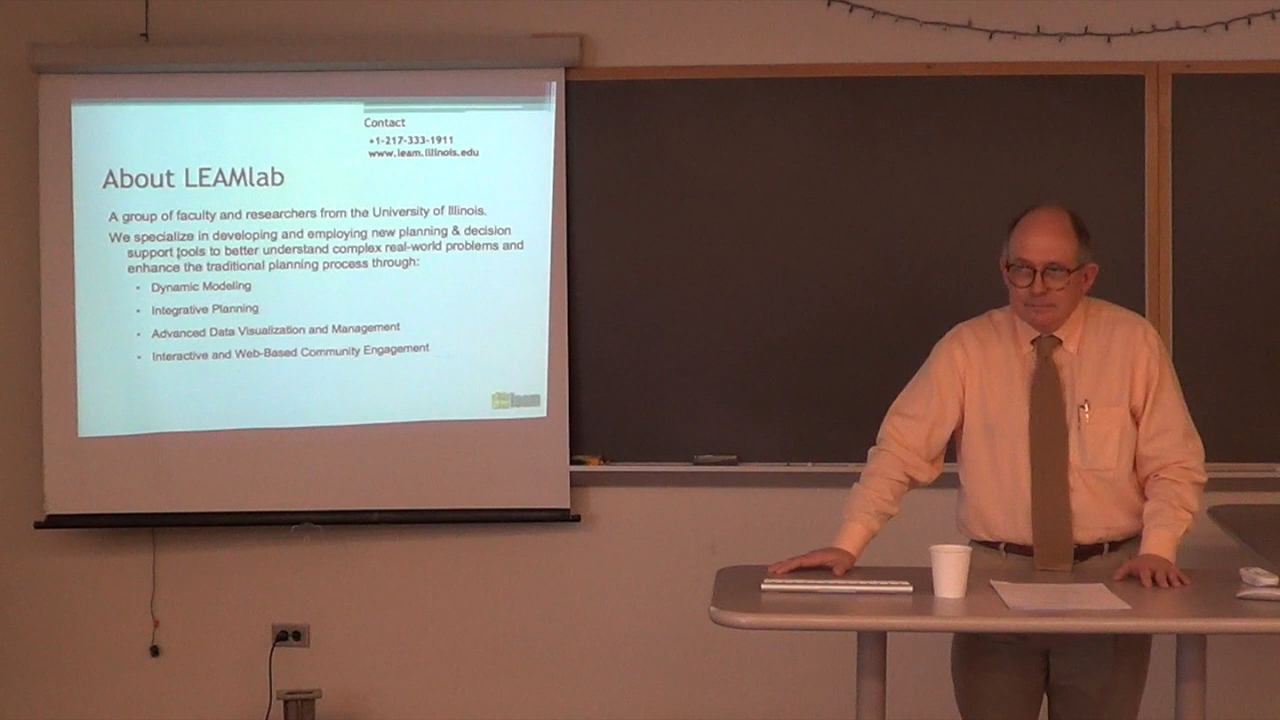 Contact
+1-217-333-1911
www.leam.illinois.edu
About LEAMlab
A group of faculty and researchers from the University of Illinois.
We specialize in developing and employing new planning & decision
support tools to better understand complex real-world problems and
enhance the traditional planning process through:
• Dynamic Modeling
• Integrative Planning
• Advanced Data Visualization and Management
• Interactive and Web-Based Community Engagement
leam